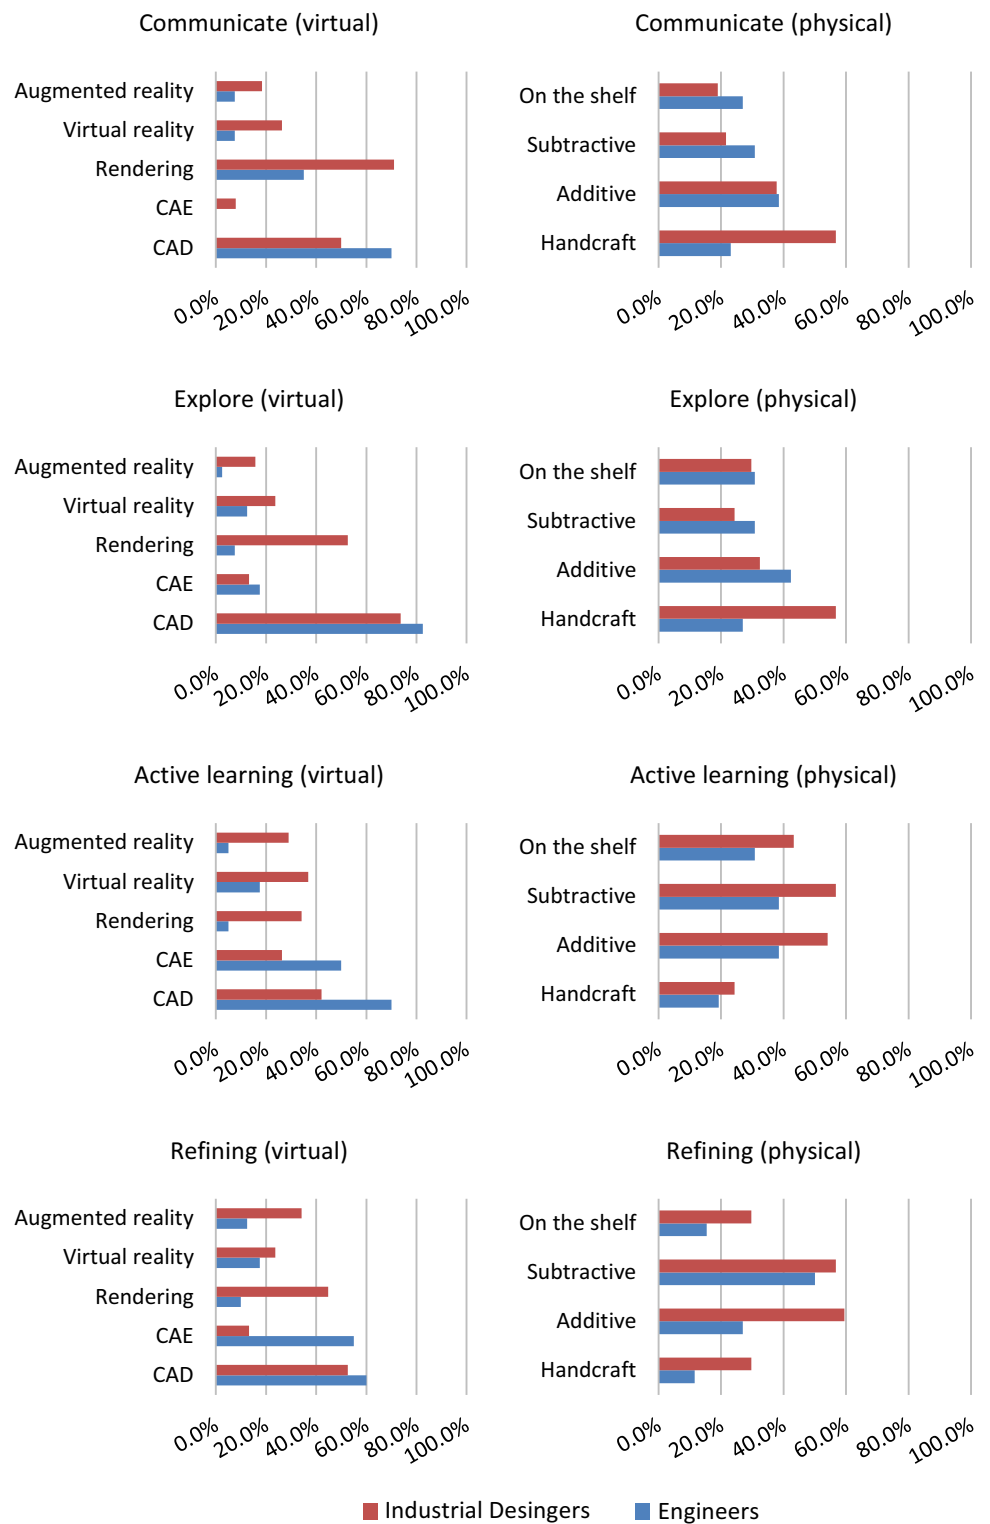 Communicate (virtual)
Augmented reality
Virtual reality
Rendering
CAE
CAD
0.0% 20.0% 40.0% 60.0% 80.0% 100.0%
Communicate (physical)
On the shelf
Subtractive
Additive
Handcraft
0.0% 20.0% 40.0% 60.0% 80.0% 100.0%
Explore (virtual)
Augmented reality
Virtual reality
Rendering
CAE
CAD
0.0% 20.0% 40.0% 60.0% 80.0% 100.0%
Explore (physical)
On the shelf
Subtractive
Additive
Handcraft
0.0% 20.0% 40.0% 60.0% 80.0% 100.0%
Active learning (virtual)
Augmented reality
Virtual reality
Rendering
CAE
CAD
0.0% 20.0% 40.0% 60.0% 80.0% 100.0%
Active learning (physical)
On the shelf
Subtractive
Additive
Handcraft
0.0% 20.0% 40.0% 60.0% 80.0% 100.0%
Refining (virtual)
Augmented reality
Virtual reality
Rendering
CAE
CAD
0.0% 20.0% 40.0% 60.0% 80.0% 100.0%
Refining (physical)
On the shelf
Subtractive
Additive
Handcraft
0.0% 20.0% 40.0% 60.0% 80.0% 100.0%
Industrial Desingers Engineers